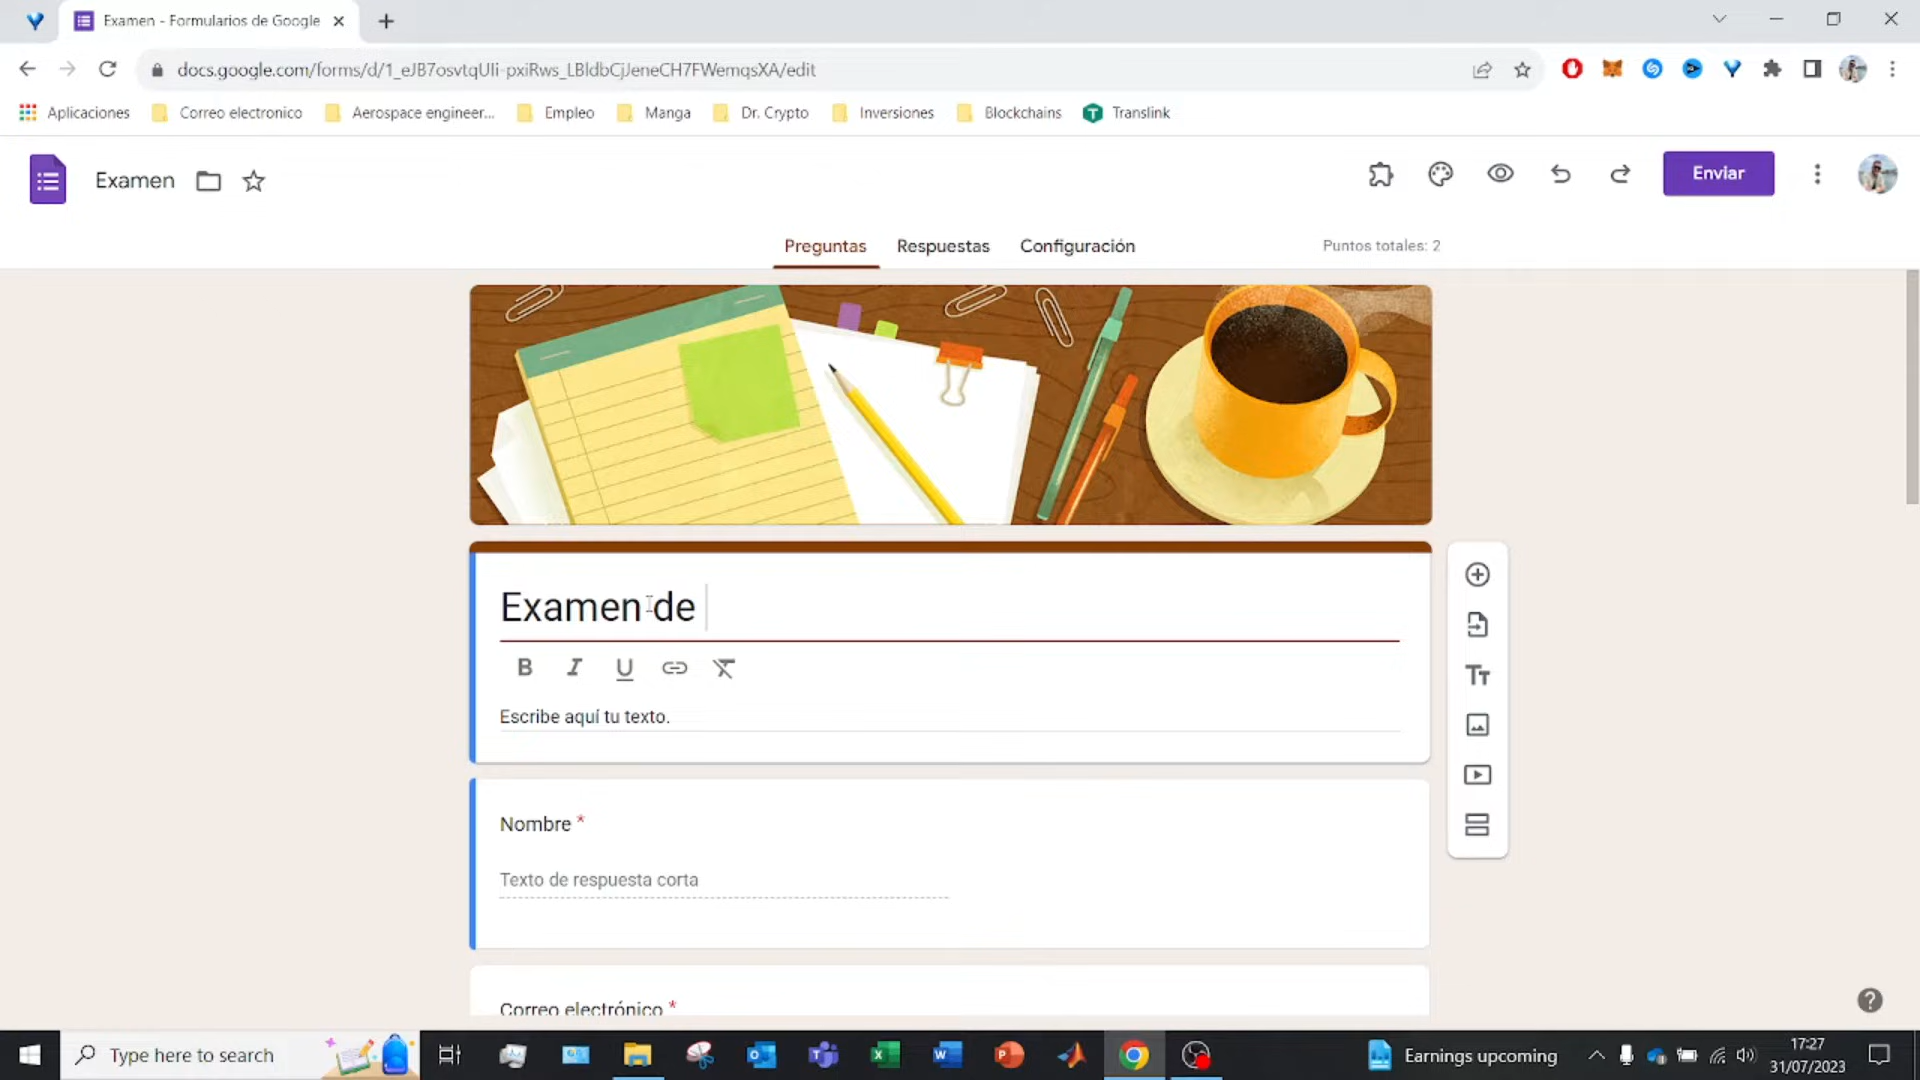 Examen - Formularios de Google
docs.google.com/forms/d/1_eJB7osvtqUIi-pxiRws_LBldbCjJeneCH7FWemqsXA/edit
Aplicaciones Correo electronico Aerospace engineer... Empleo Manga Dr. Crypto Inversiones Blockchains Translink
Examen
Enviar
Preguntas Respuestas Configuración Puntos totales: 2
Examen de
B I U
Escribe aquí tu texto.
Nombre *
Texto de respuesta corta
Correo electrónico *
Type here to search
Earnings upcoming
17:27
31/07/2023